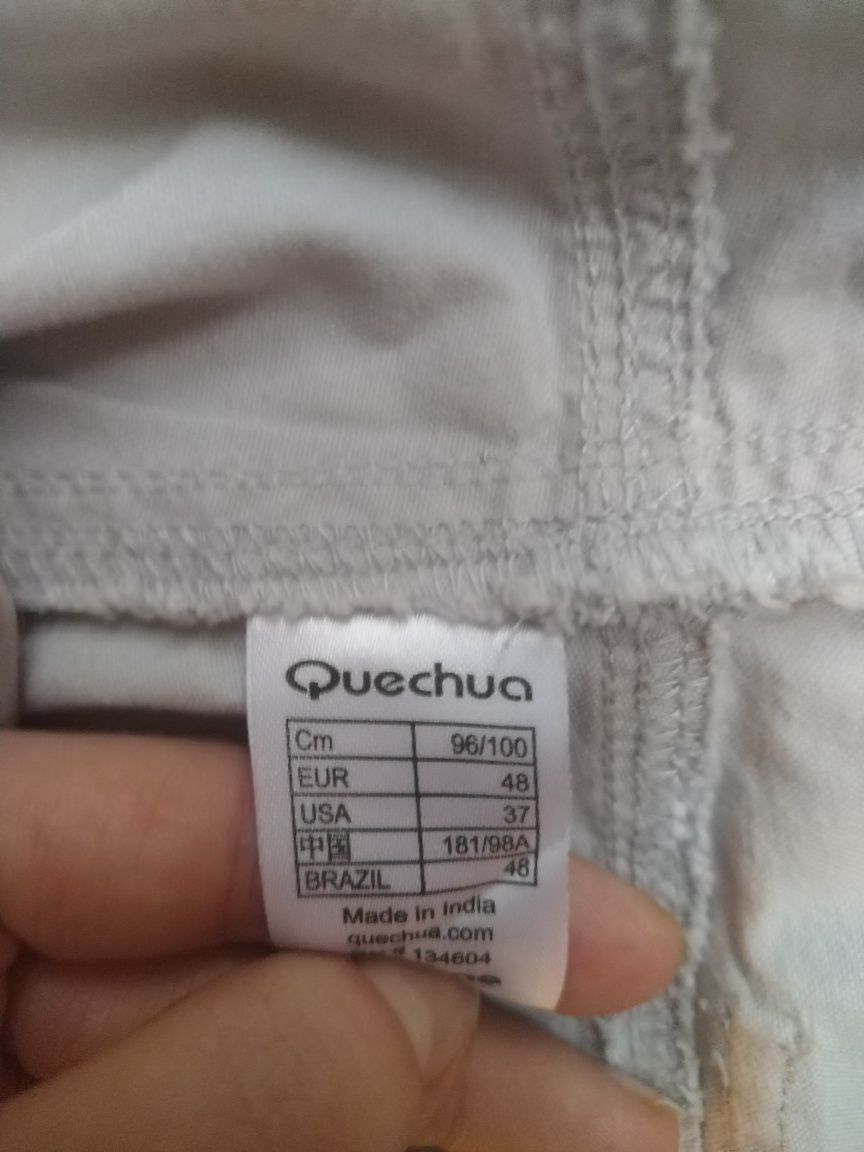 Quechua
Cm 96/100
EUR 48
USA 37
中国 181/98A
BRAZIL 48
Made in India
quechua.com
134604